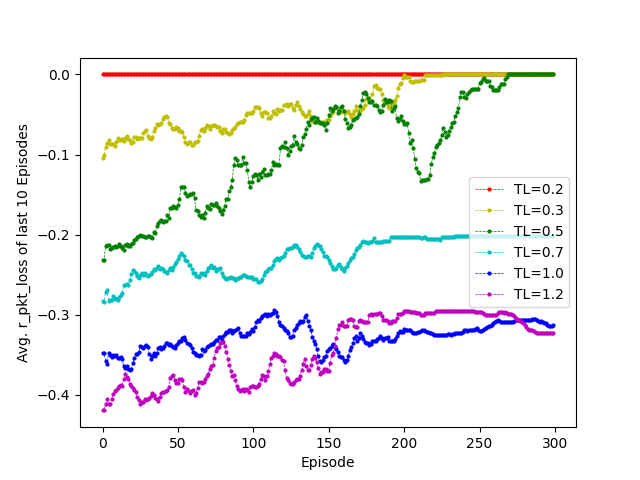 Avg. r_pkt_loss of last 10 Episodes
0.0
−0.1
−0.2
−0.3
−0.4
TL=0.2
TL=0.3
TL=0.5
TL=0.7
TL=1.0
TL=1.2
0 50 100 150 200 250 300
Episode